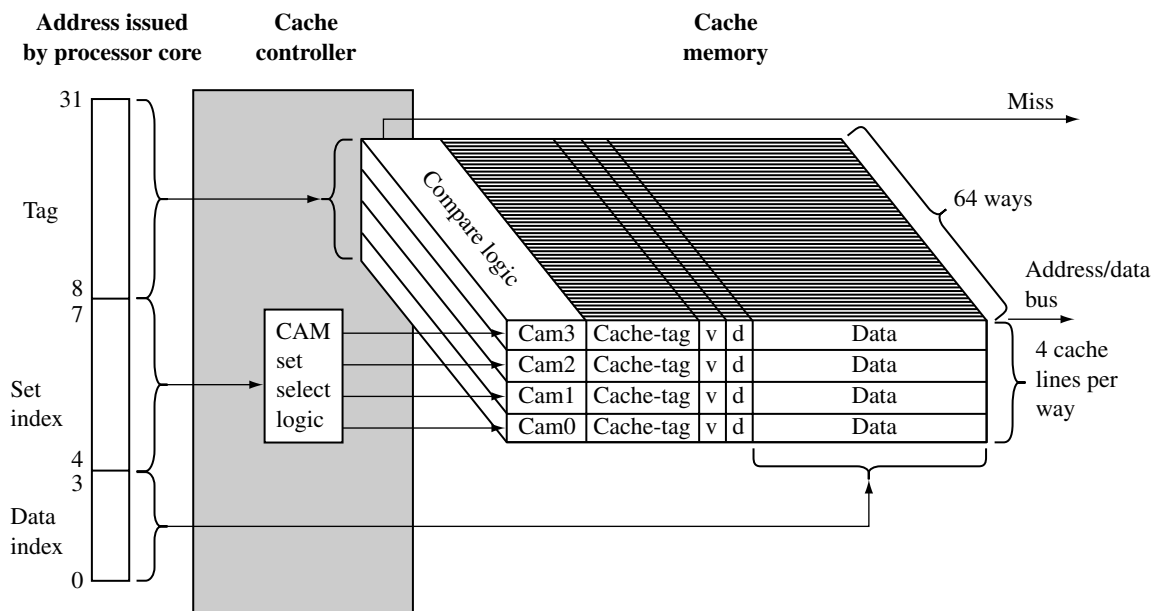 Address issued
by processor core
Cache
controller
Cache
memory
31
Miss
Tag
Compare logic
64 ways
8
7
Address/data
bus
CAM
set
select
logic
Cam3 Cache-tag v d Data
Cam2 Cache-tag v d Data
Cam1 Cache-tag v d Data
Cam0 Cache-tag v d Data
4 cache
lines per
way
Set
index
4
3
Data
index
0